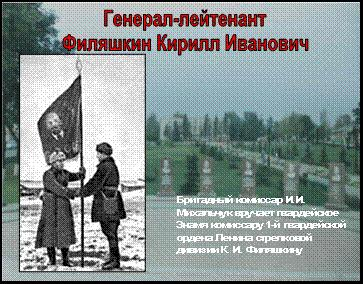 Генерал-лейтенант
Филяшкин Кирилл Иванович
Бригадный комиссар И.И.
Михальчук вручает гвардейское
Знамя комиссару 1-й гвардейской
ордена Ленина стрелковой
дивизии К. И. Филяшкину